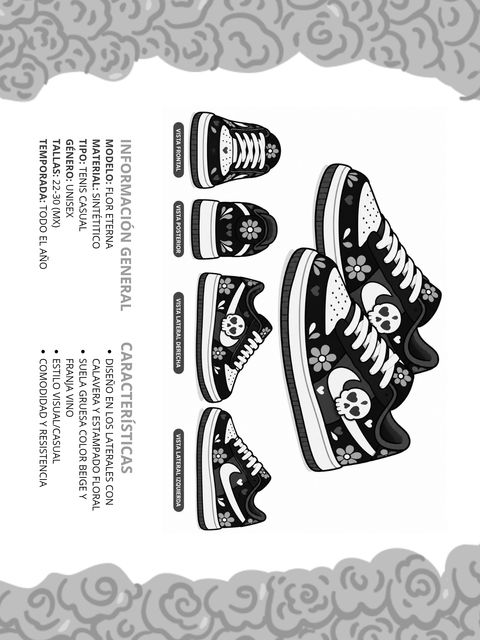 VISTA FRONTAL
VISTA POSTERIOR
VISTA LATERAL DERECHA
VISTA LATERAL IZQUIERDA
INFORMACIÓN GENERAL
MODELO: FLOR ETERNA
MATERIAL: SINTÉTITICO
TIPO: TENIS CASUAL
GÉNERO: UNISEX
TALLAS: 22-30 (MX)
TEMPORADA: TODO EL AÑO
CARACTERÍSTICAS
• DISEÑO EN LOS LATERALES CON
CALAVERA Y ESTAMPADO FLORAL
• SUELA GRUESA COLOR BEIGE Y
FRANJA VINO
• ESTILO VISUAL/CASUAL
• COMODIDAD Y RESISTENCIA